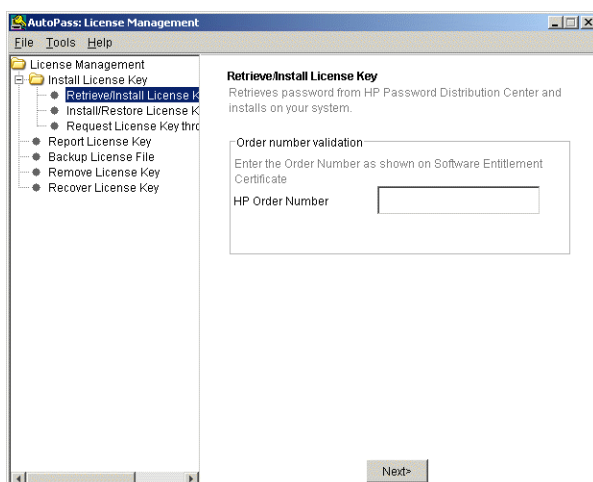 AutoPass: License Management
File Tools Help
License Management
Install License Key
Retrieve/Install License K
Install/Restore License K
Request License Key thro
Report License Key
Backup License File
Remove License Key
Recover License Key
Retrieve/Install License Key
Retrieves password from HP Password Distribution Center and
installs on your system.
Order number validation
Enter the Order Number as shown on Software Entitlement
Certificate
HP Order Number
Next>